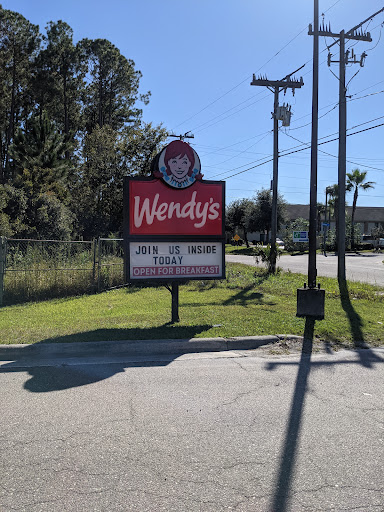 Wendy's
JOIN US INSIDE
TODAY
OPEN FOR BREAKFAST